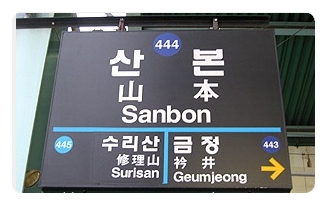 444
산 본
山 本
Sanbon
445 수리산 금정 443
修理山 衿井
Surisan Geumjeong